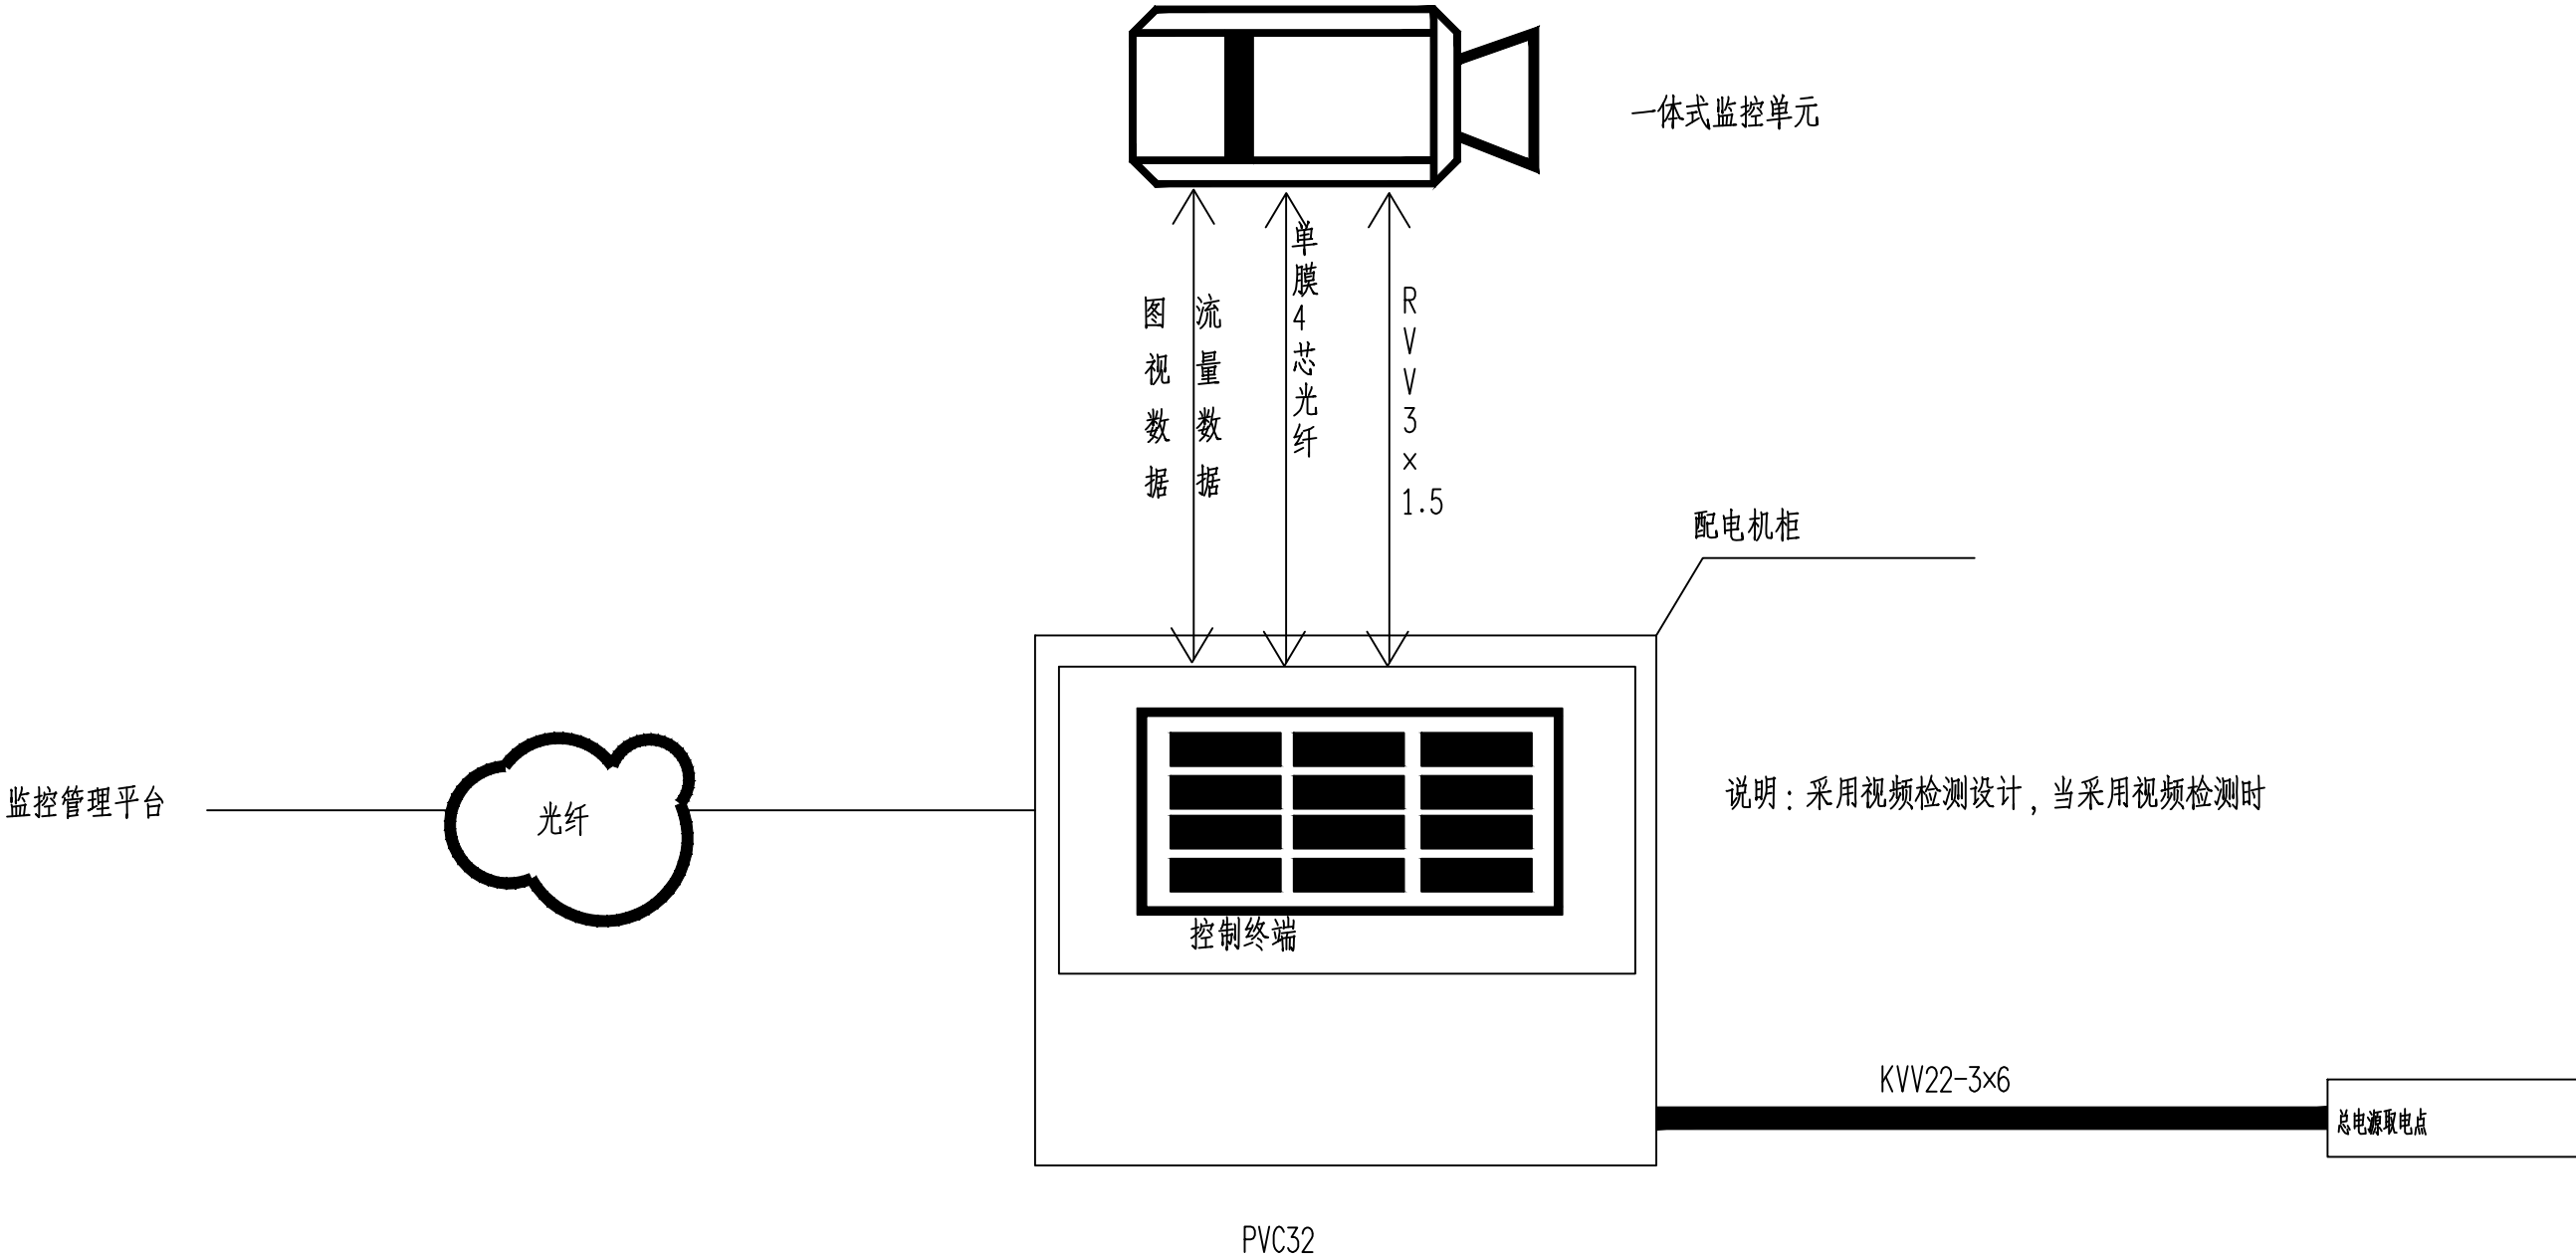 一体式监控单元
图视数据
流量数据
单膜4芯光纤
RVV3×1.5
配电机柜
监控管理平台
光纤
说明：采用视频检测设计，当采用视频检测时
控制终端
KVV22-3×6
总电源取电点
PVC32